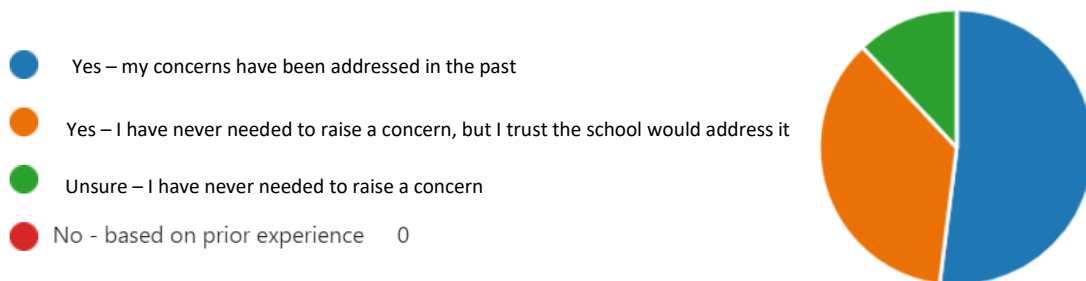 Yes – my concerns have been addressed in the past
Yes – I have never needed to raise a concern, but I trust the school would address it
Unsure – I have never needed to raise a concern
No - based on prior experience 0